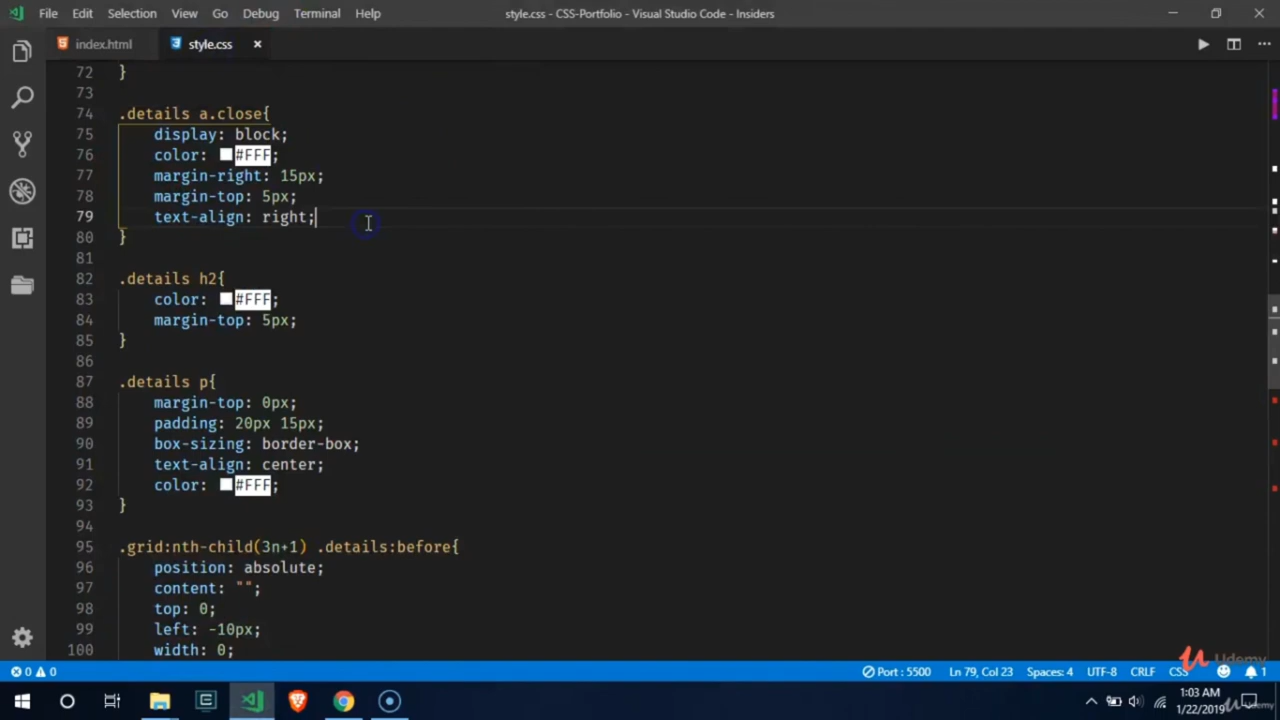 File Edit Selection View Go Debug Terminal Help style.css - CSS-Portfolio - Visual Studio Code - Insiders
index.html style.css
72 }
73
74 .details a.close{
75 display: block;
76 color: #FFF;
77 margin-right: 15px;
78 margin-top: 5px;
79 text-align: right;
80 }
81
82 .details h2{
83 color: #FFF;
84 margin-top: 5px;
85 }
86
87 .details p{
88 margin-top: 0px;
89 padding: 20px 15px;
90 box-sizing: border-box;
91 text-align: center;
92 color: #FFF;
93 }
94
95 .grid:nth-child(3n+1) .details:before{
96 position: absolute;
97 content: "";
98 top: 0;
99 left: -10px;
100 width: 0;
Udemy
0 0 Port : 5500 Ln 79, Col 23 Spaces: 4 UTF-8 CRLF CSS 1
1:03 AM
1/22/2019
Udemy